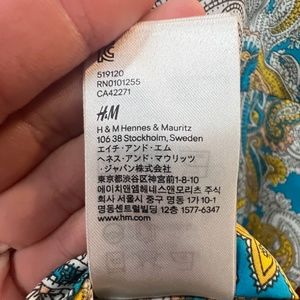 519120
RN0101255
CA42271
H&M
H & M Hennes & Mauritz
106 38 Stockholm, Sweden
エイチ・アンド・エム
ヘネス・アンド・マウリッツ
・ジャパン株式会社
東京都渋谷区神宮前1-8-10
에이치앤엠헤네스앤모리츠 주식
회사 서울시 중구 명동 1가 10-1
명동센트럴빌딩 12층 1577-6347
www.hm.com